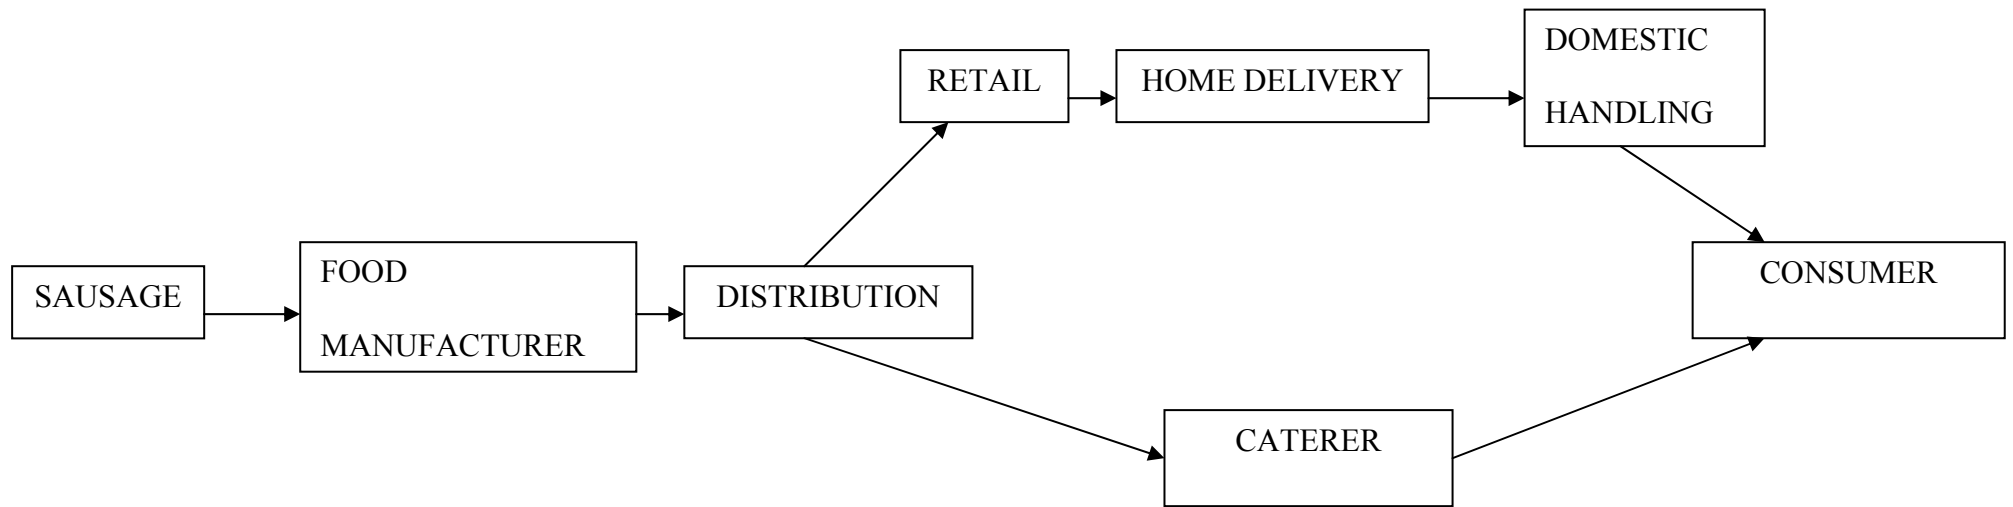 DOMESTIC
HANDLING
RETAIL
HOME DELIVERY
SAUSAGE
FOOD
MANUFACTURER
DISTRIBUTION
CONSUMER
CATERER